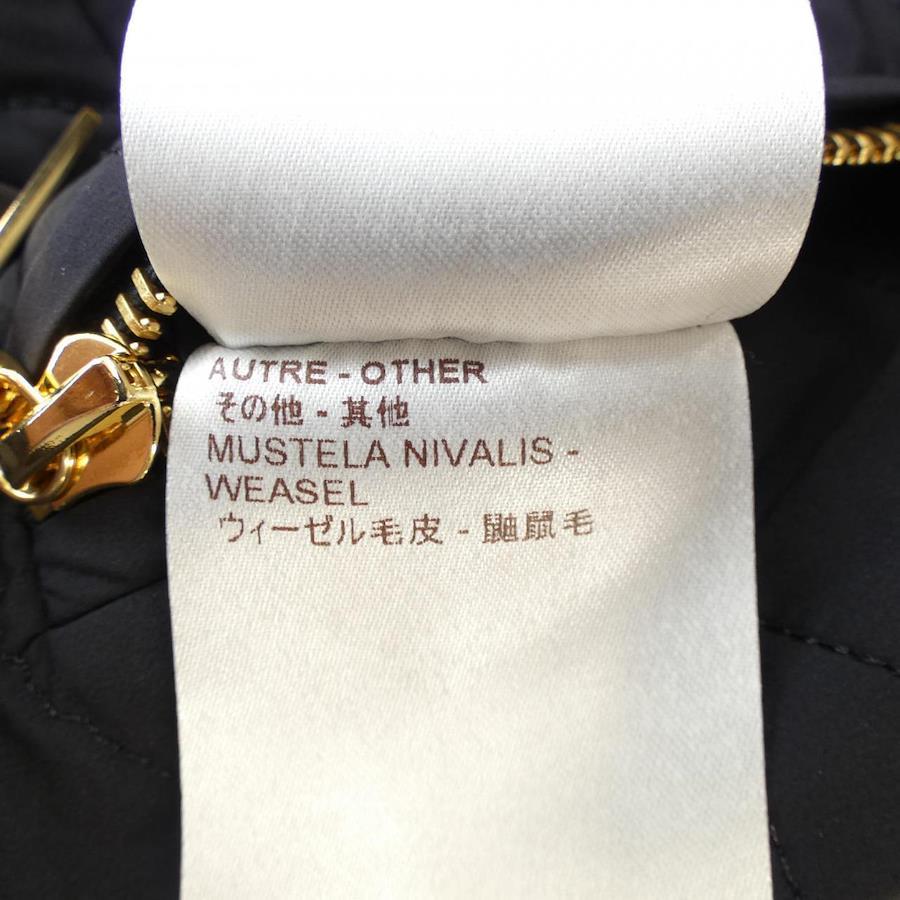 AUTRE - OTHER
その他 - 其他
MUSTELA NIVALIS -
WEASEL
ウィーゼル毛皮 - 鼬鼠毛